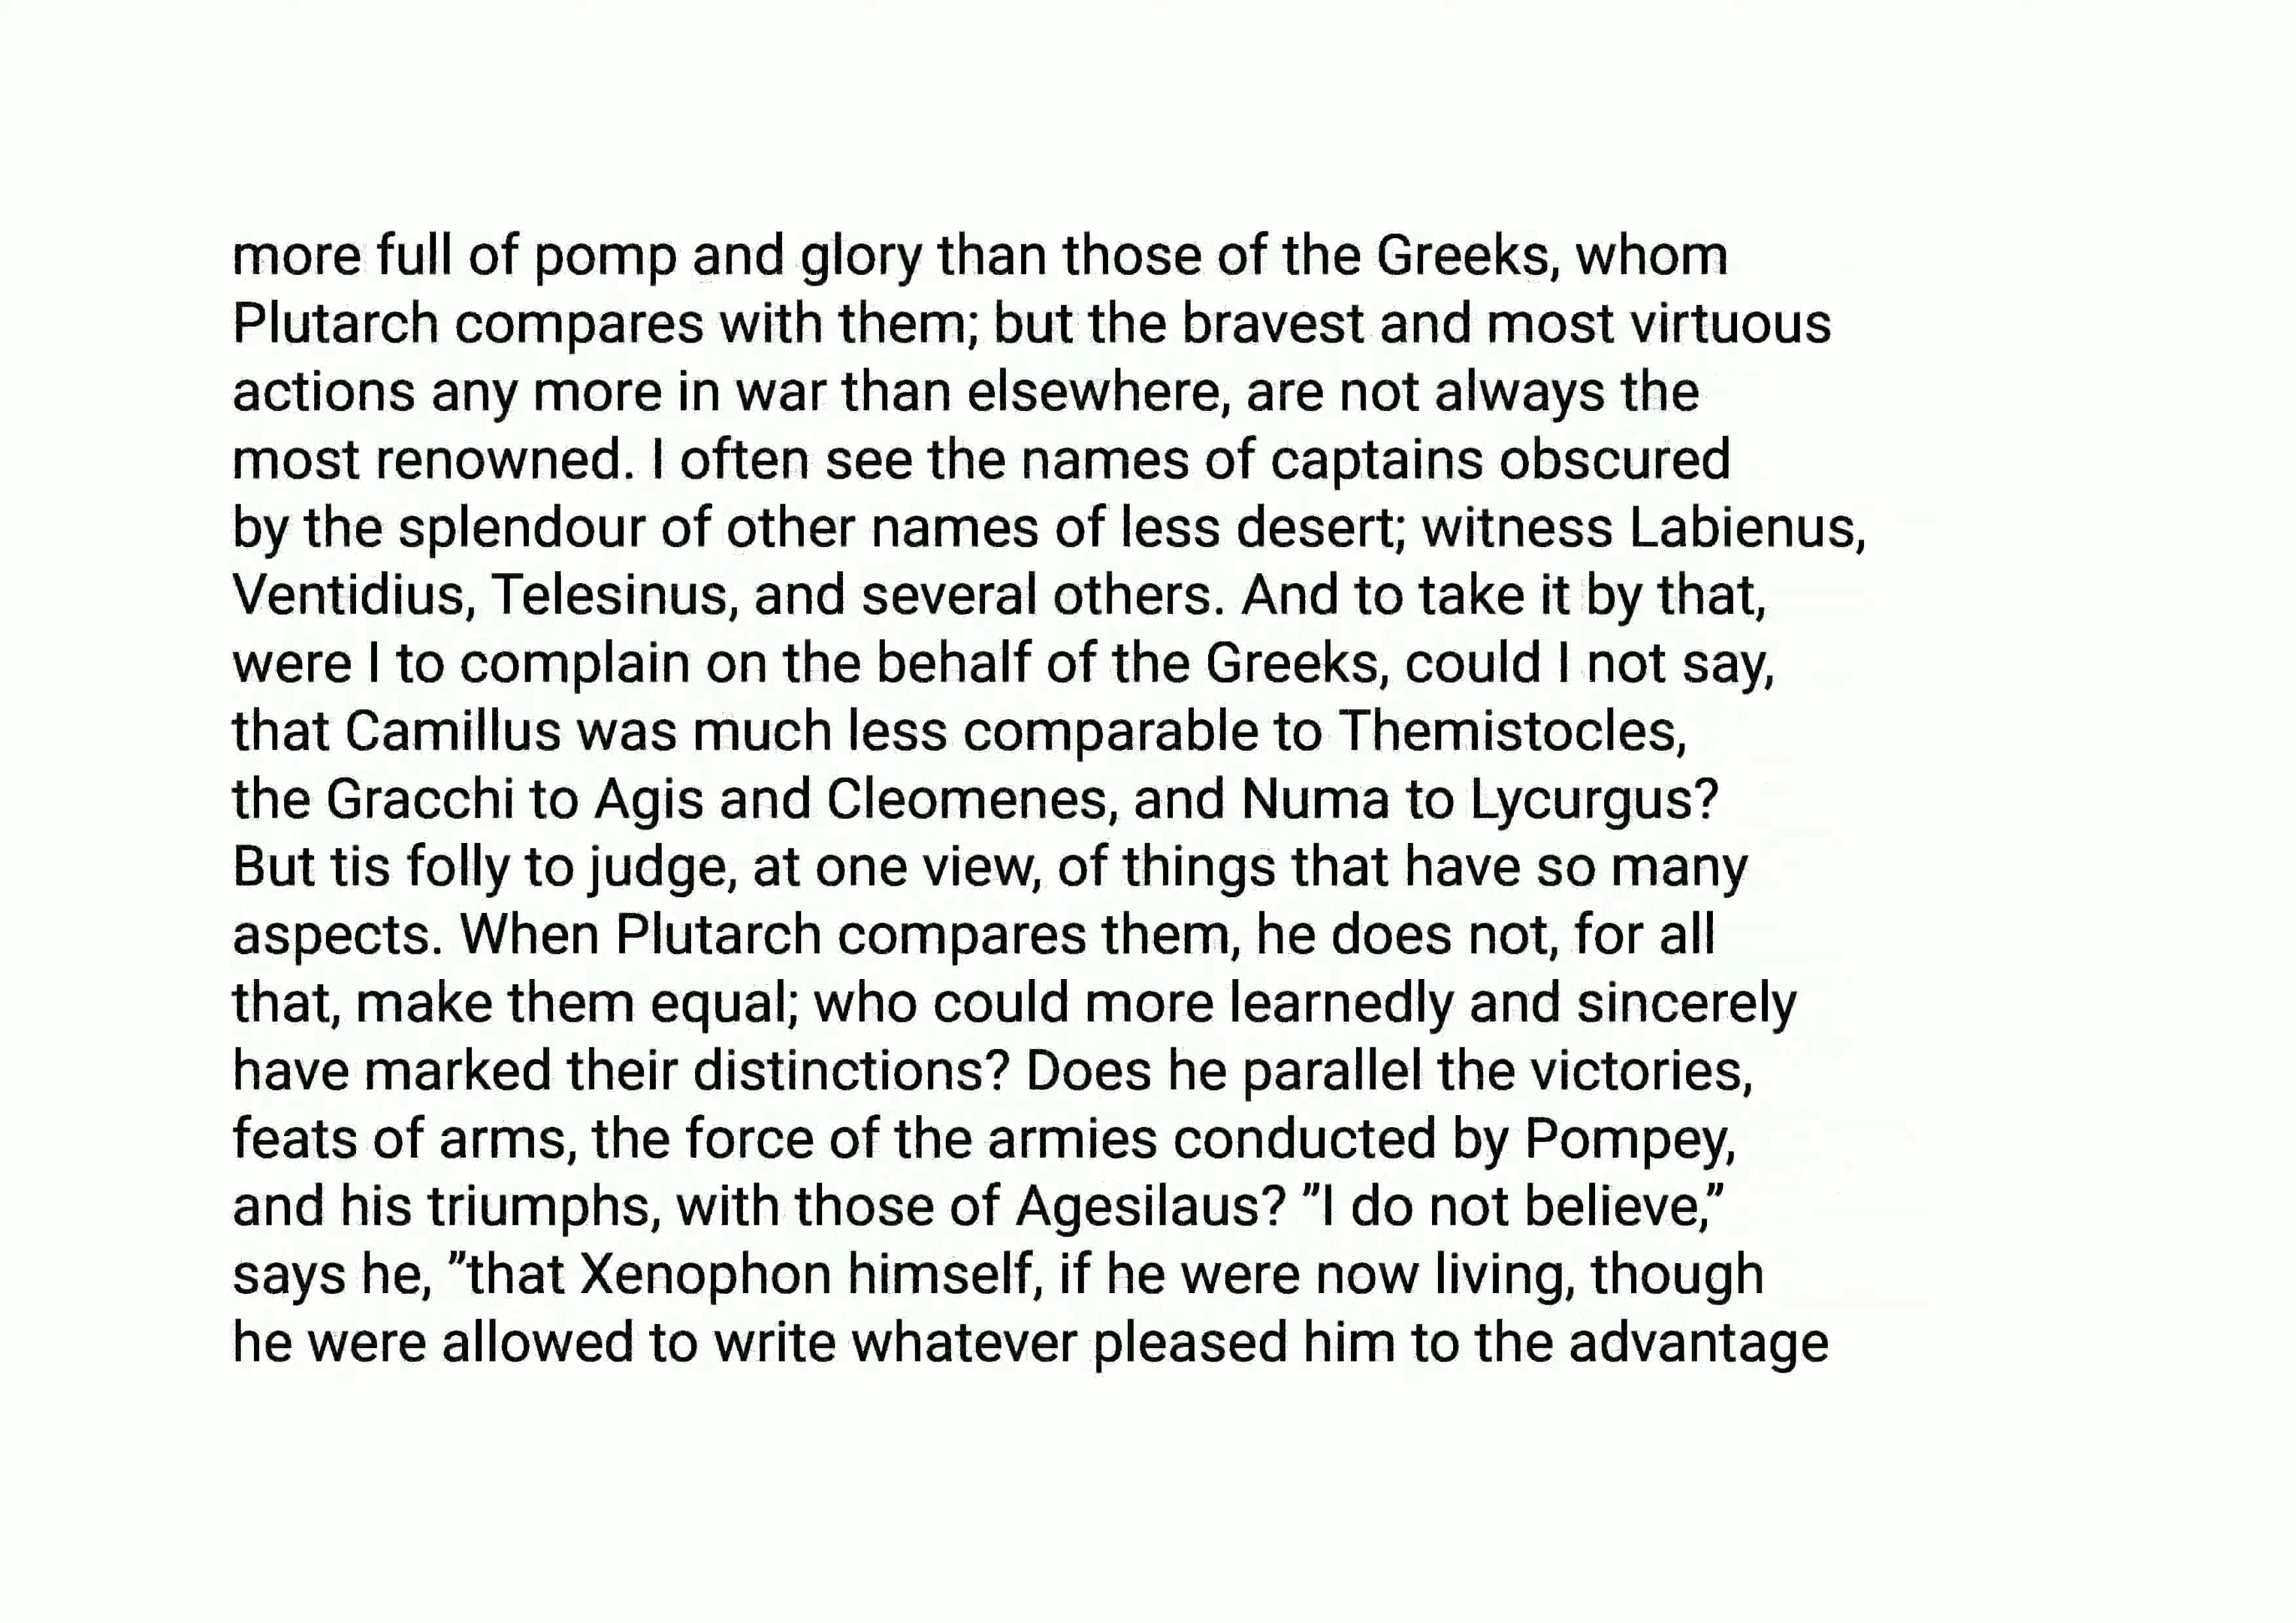 more full of pomp and glory than those of the Greeks, whom
Plutarch compares with them; but the bravest and most virtuous
actions any more in war than elsewhere, are not always the
most renowned. I often see the names of captains obscured
by the splendour of other names of less desert; witness Labienus,
Ventidius, Telesinus, and several others. And to take it by that,
were I to complain on the behalf of the Greeks, could I not say,
that Camillus was much less comparable to Themistocles,
the Gracchi to Agis and Cleomenes, and Numa to Lycurgus?
But tis folly to judge, at one view, of things that have so many
aspects. When Plutarch compares them, he does not, for all
that, make them equal; who could more learnedly and sincerely
have marked their distinctions? Does he parallel the victories,
feats of arms, the force of the armies conducted by Pompey,
and his triumphs, with those of Agesilaus? ”I do not believe,”
says he, ”that Xenophon himself, if he were now living, though
he were allowed to write whatever pleased him to the advantage